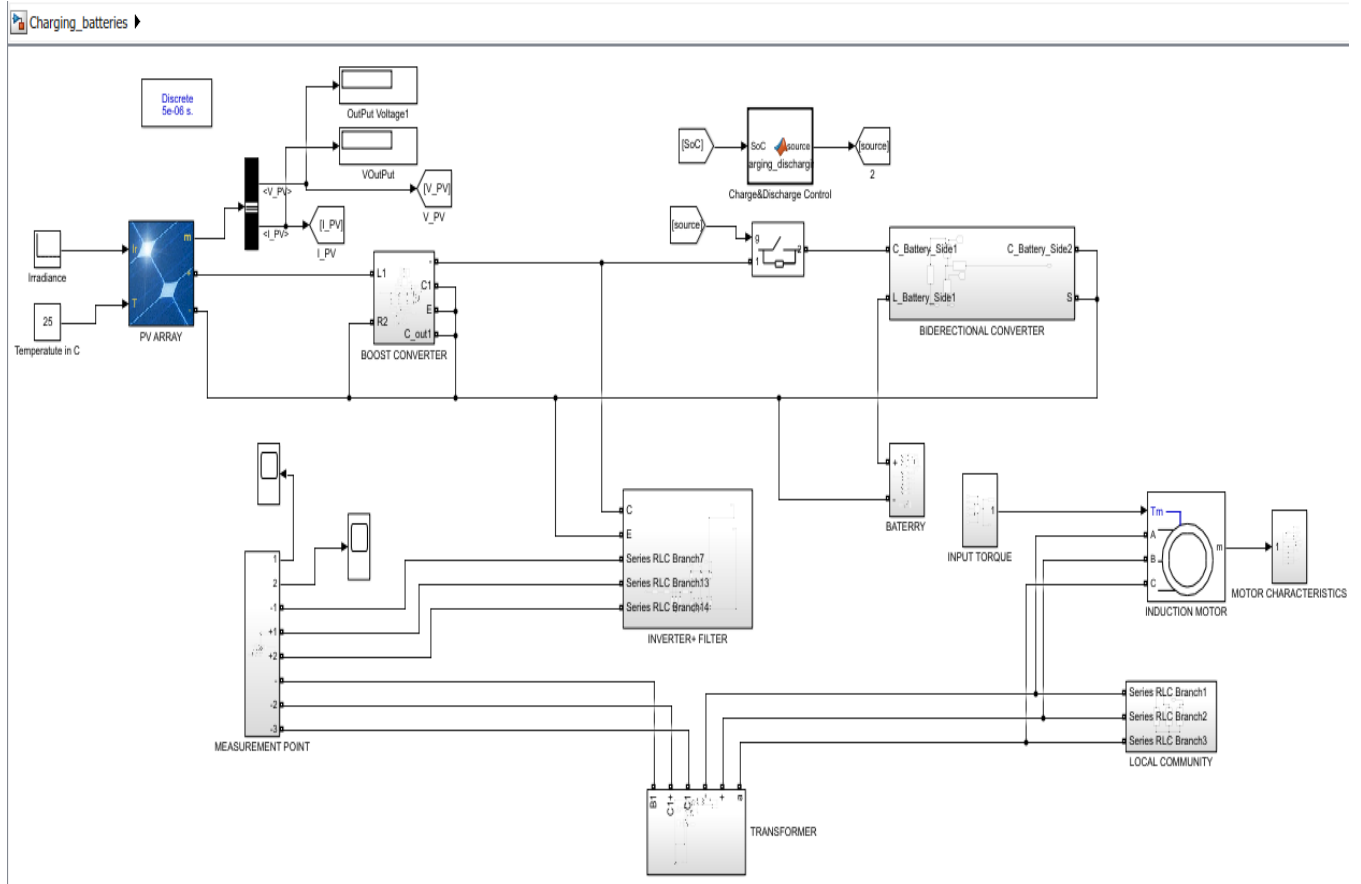 Charging_batteries
Discrete
5e-06 s.
OutPut Voltage1
VOutPut
<V_PV>
[V_PV]
V_PV
<I_PV>
[I_PV]
I_PV
[SoC]
SoC
source
arging_dischargin
[source]
2
Charge&Discharge Control
[source]
g
1
2
C_Battery_Side1
C_Battery_Side2
L_Battery_Side1
S
BIDERECTIONAL CONVERTER
Irradiance
Ir
m
+
T
-
25
Temperatute in C
PV ARRAY
L1
-
C1
E
R2
C_out1
BOOST CONVERTER
+
-
BATERRY
1
INPUT TORQUE
Tm
A
B
C
m
INDUCTION MOTOR
1
MOTOR CHARACTERISTICS
C
E
Series RLC Branch7
Series RLC Branch13
Series RLC Branch14
INVERTER+ FILTER
1
2
-1
+1
+2
-
-2
-3
MEASUREMENT POINT
Series RLC Branch1
Series RLC Branch2
Series RLC Branch3
LOCAL COMMUNITY
B1
C1+
C1
-
+
a
TRANSFORMER